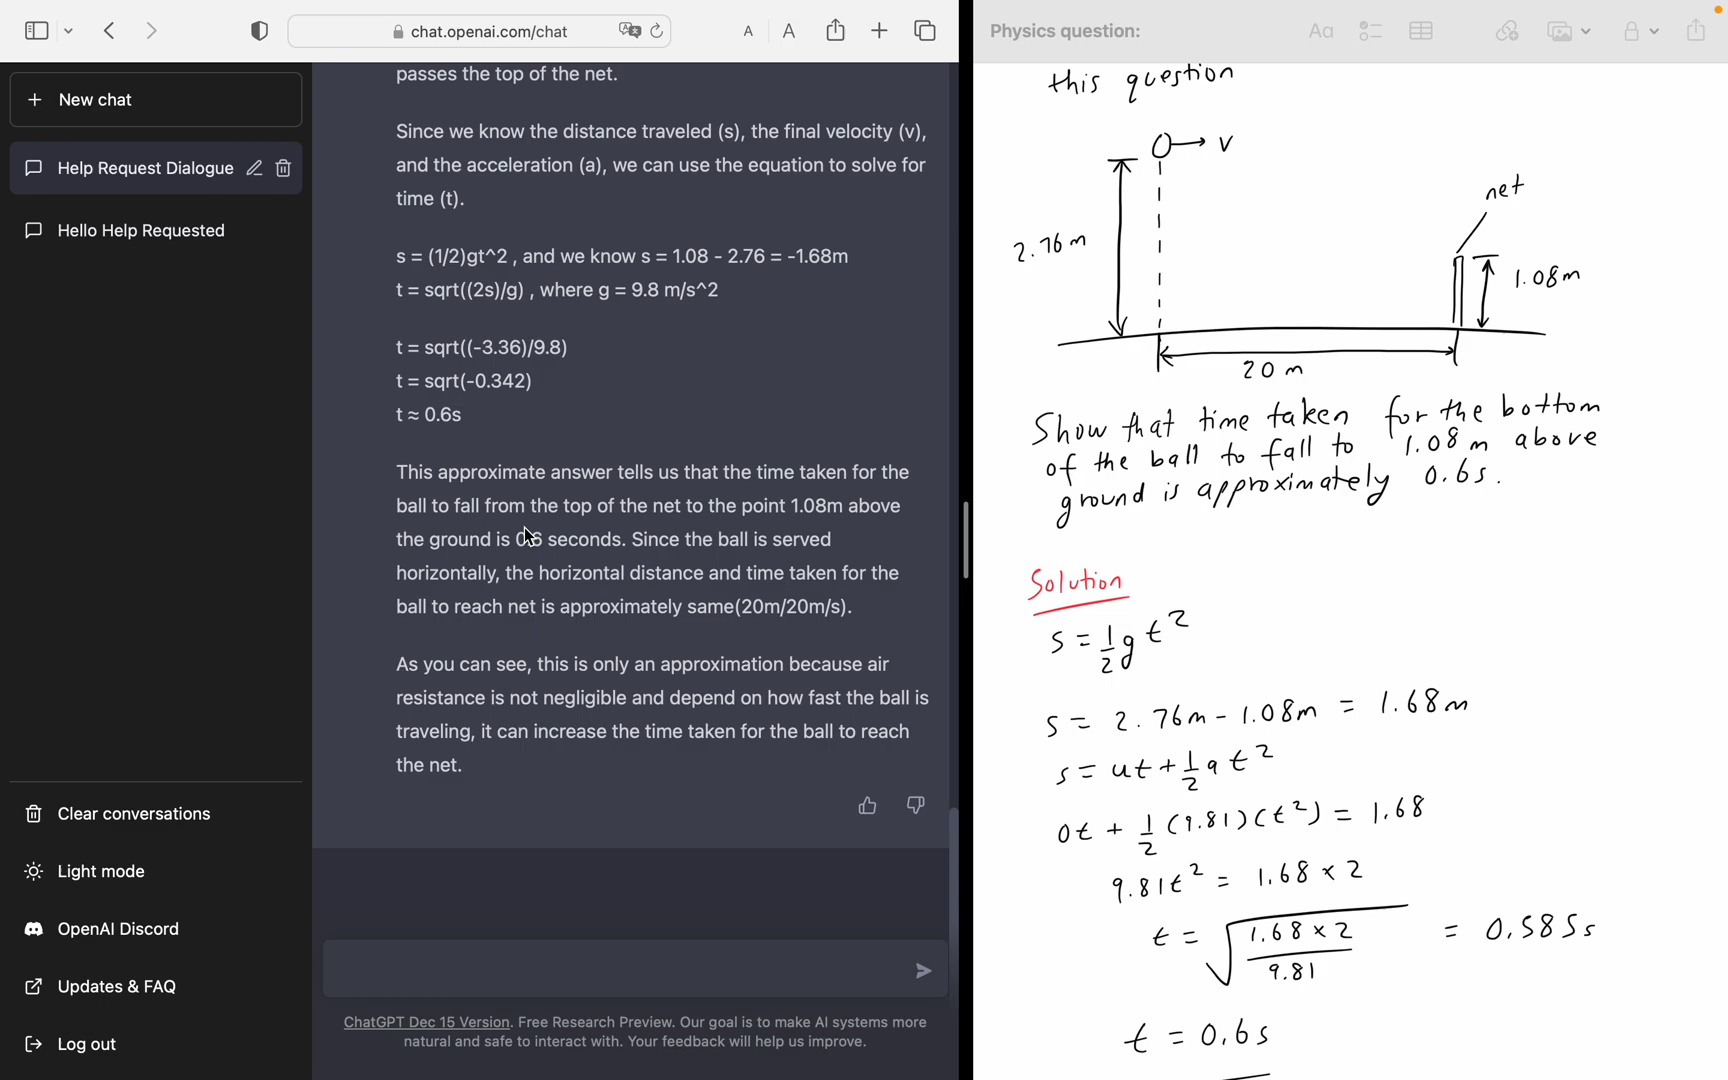 chat.openai.com/chat
A
A
New chat
Help Request Dialogue
Hello Help Requested
Clear conversations
Light mode
OpenAI Discord
Updates & FAQ
Log out
passes the top of the net.
Since we know the distance traveled (s), the final velocity (v),
and the acceleration (a), we can use the equation to solve for
time (t).
s = (1/2)gt^2 , and we know s = 1.08 - 2.76 = -1.68m
t = sqrt((2s)/g) , where g = 9.8 m/s^2
t = sqrt((-3.36)/9.8)
t = sqrt(-0.342)
t ≈ 0.6s
This approximate answer tells us that the time taken for the
ball to fall from the top of the net to the point 1.08m above
the ground is 0.6 seconds. Since the ball is served
horizontally, the horizontal distance and time taken for the
ball to reach net is approximately same(20m/20m/s).
As you can see, this is only an approximation because air
resistance is not negligible and depend on how fast the ball is
traveling, it can increase the time taken for the ball to reach
the net.
ChatGPT Dec 15 Version. Free Research Preview. Our goal is to make AI systems more
natural and safe to interact with. Your feedback will help us improve.
Physics question:
Aa
this question
v
net
2.76m
1.08m
20m
Show that time taken for the bottom
of the ball to fall to 1.08m above
ground is approximately 0.6s.
Solution
s = 1/2 g t²
s = 2.76m - 1.08m = 1.68m
s = ut + 1/2 a t²
0t + 1/2 (9.81)(t²) = 1.68
9.81t² = 1.68 x 2
t = √(1.68 x 2 / 9.81) = 0.585s
t = 0.6s